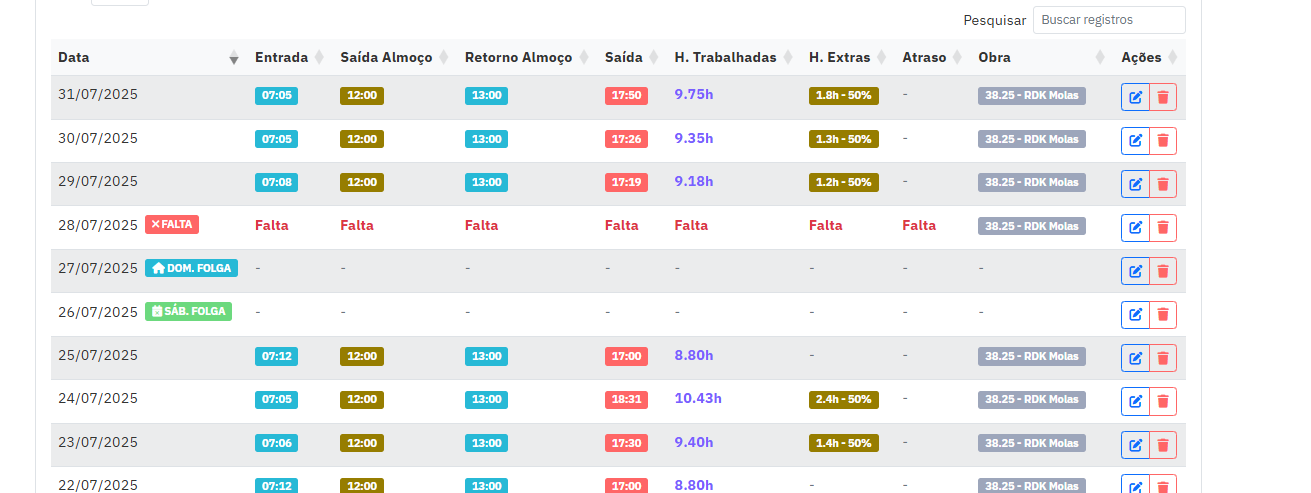 Pesquisar Buscar registros
Data Entrada Saída Almoço Retorno Almoço Saída H. Trabalhadas H. Extras Atraso Obra Ações
31/07/2025 07:05 12:00 13:00 17:50 9.75h 1.8h - 50% - 38.25 - RDK Molas
30/07/2025 07:05 12:00 13:00 17:26 9.35h 1.3h - 50% - 38.25 - RDK Molas
29/07/2025 07:08 12:00 13:00 17:19 9.18h 1.2h - 50% - 38.25 - RDK Molas
28/07/2025 FALTA Falta Falta Falta Falta Falta Falta Falta 38.25 - RDK Molas
27/07/2025 DOM. FOLGA - - - - - - - -
26/07/2025 SÁB. FOLGA - - - - - - - -
25/07/2025 07:12 12:00 13:00 17:00 8.80h - - 38.25 - RDK Molas
24/07/2025 07:05 12:00 13:00 18:31 10.43h 2.4h - 50% - 38.25 - RDK Molas
23/07/2025 07:06 12:00 13:00 17:30 9.40h 1.4h - 50% - 38.25 - RDK Molas
22/07/2025 07:12 12:00 13:00 17:00 8.80h - - 38.25 - RDK Molas